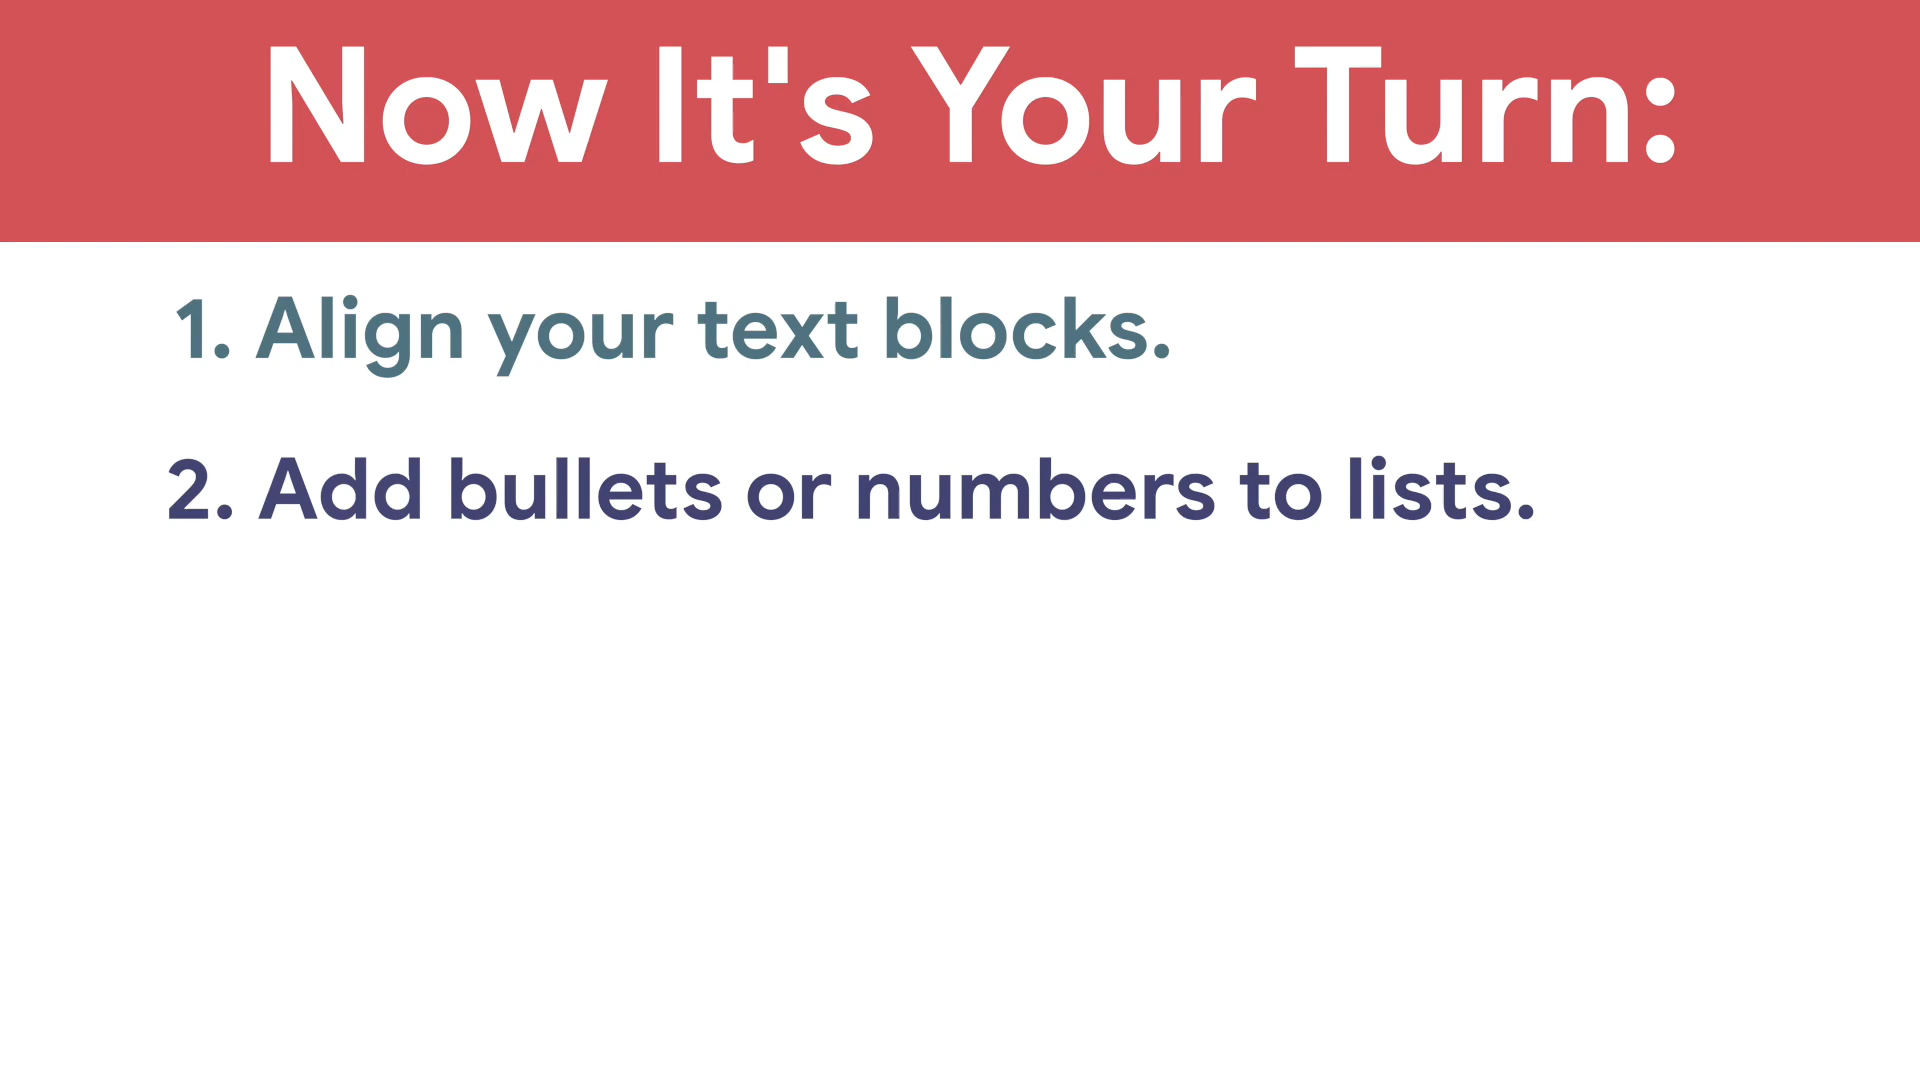 Now It's Your Turn:
1. Align your text blocks.
2. Add bullets or numbers to lists.